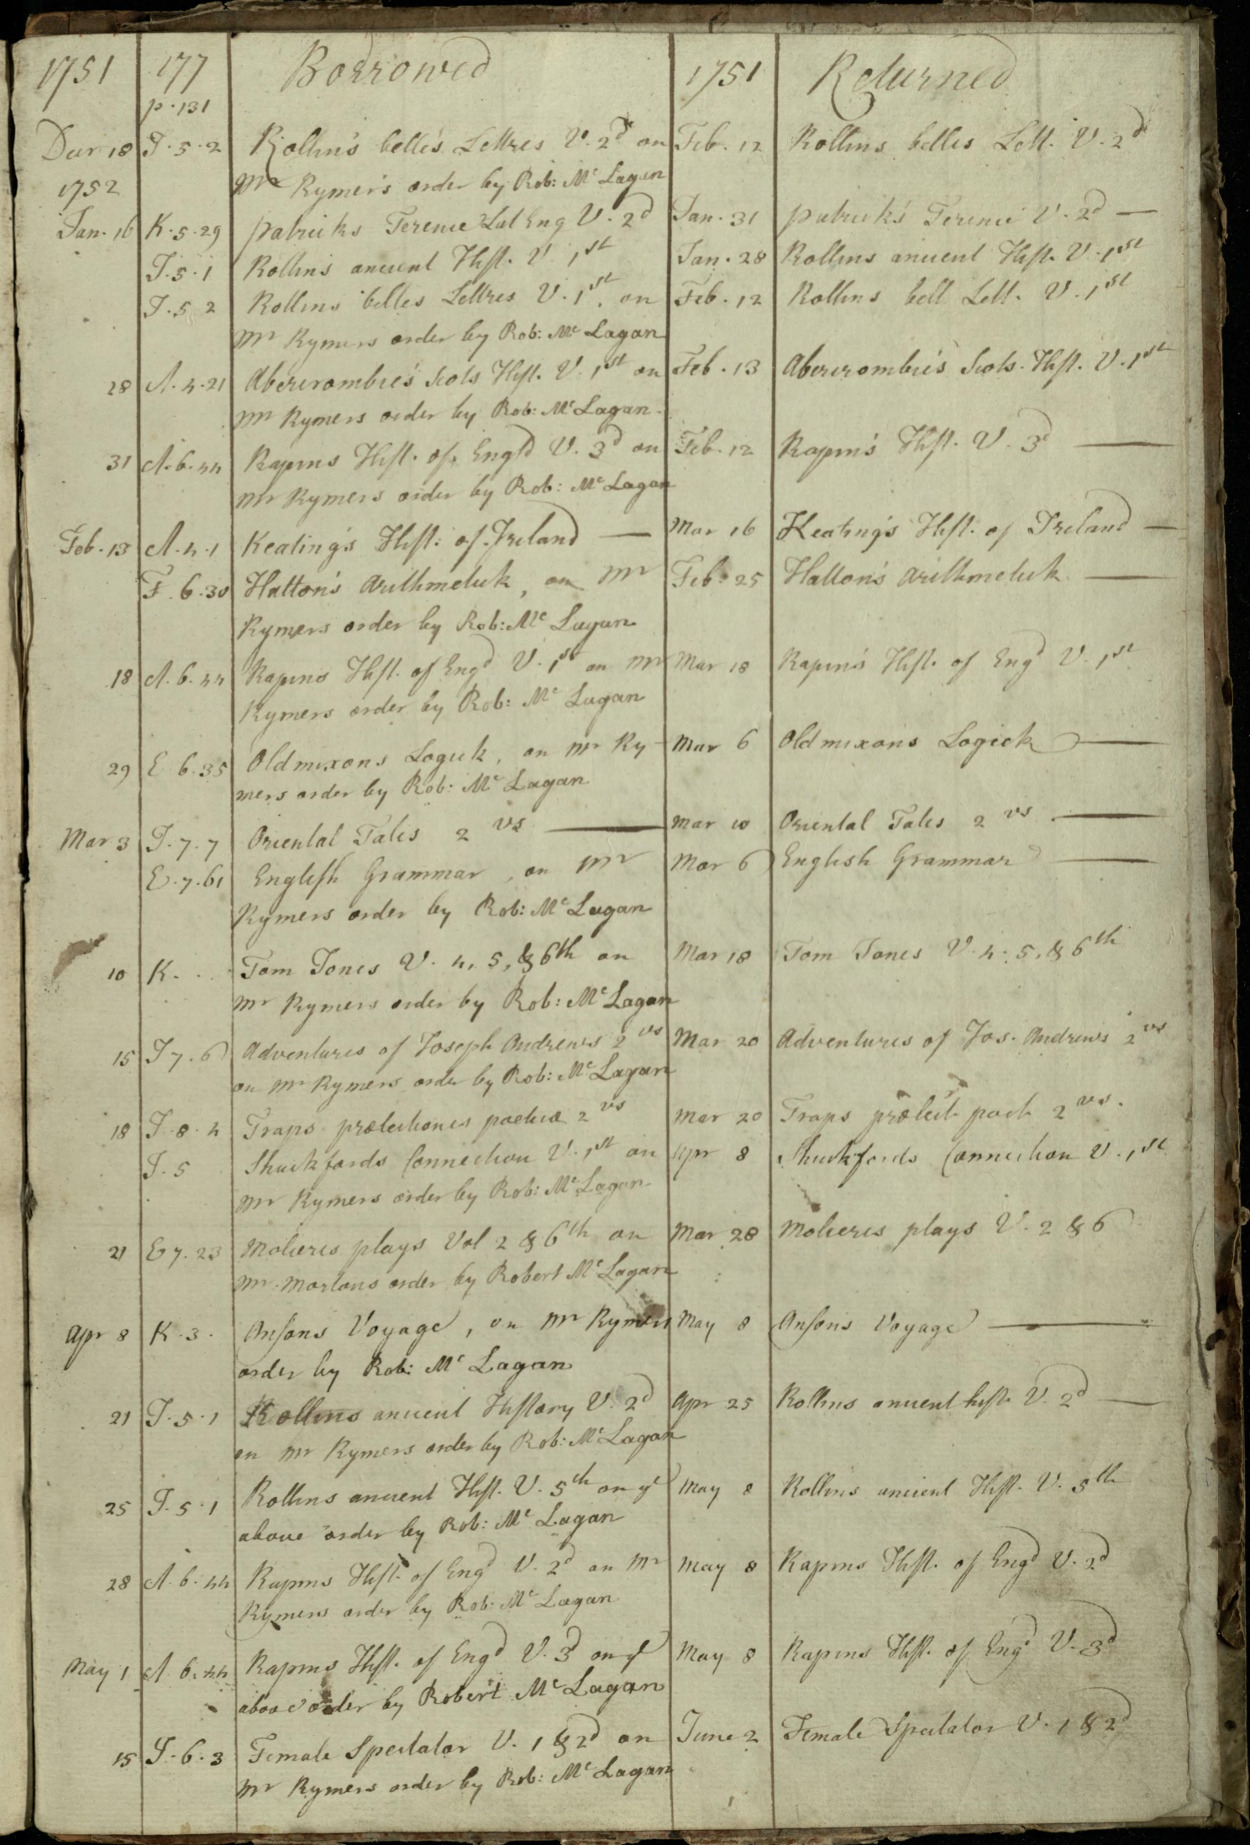 1751 177 Borrowed 1751 Returned
p. 131
Decr 18 J. 5. 2 Rollin's belle's Lettres V. 2d on Feb. 12 Rollins belles Lett. V. 2d
1752 Mr Rymer's order by Rob: Mc Lagan
Jan. 16 K. 5. 29 patricks Terence Lat Eng V. 2d Jan. 31 patrick's Terence V. 2d —
J. 5. 1 Rollins ancient Hist. V. 1st Jan. 28 Rollins ancient Hist. V. 1st
J. 5 2 Rollins belles Lettres V. 1st. on Feb. 12 Rollins bell Lett. V. 1st
Mr Rymers order by Rob: Mc Lagan
28 A. 4. 21 Abercrombie's Scots Hist. V. 1st on Feb. 13 Abercrombie's Scots Hist. V. 1st
Mr Rymers order by Rob: Mc Lagan
31 A. 6. 44 Rapins Hist. of Engld V. 3d on Feb. 12 Rapin's Hist. V. 3d —
Mr Rymers order by Rob: Mc Lagan
Feb. 13 A. 4. 1 Keating's Hist: of Ireland — Mar 16 Keating's Hist: of Ireland —
F. 6. 30 Hatton's Arithmetick, on Mr Feb. 25 Hatton's Arithmetick —
Rymers order by Rob: Mc Lagan
18 A. 6. 44 Rapins Hist. of Engd V. 1st on Mr Mar 18 Rapin's Hist. of Engd V. 1st
Rymers order by Rob: Mc Lagan
29 E 6. 35 Oldmixons Logick, on Mr Ry- Mar 6 Oldmixons Logick —
mers order by Rob: Mc Lagan
Mar 3 J. 7. 7 Oriental Tales 2 vs — Mar 10 Oriental Tales 2 vs —
E. 7. 61 English Grammar, on Mr Mar 6 English Grammar —
Rymers order by Rob: Mc Lagan
10 K. . . Tom Jones V. 4, 5, & 6th on Mar 18 Tom Jones V. 4. 5. & 6th
Mr Rymers order by Rob: Mc Lagan
15 J 7. 6 Adventures of Joseph Andrews 2 vs Mar 20 Adventures of Jos. Andrews 2 vs
on Mr Rymers order by Rob: Mc Lagan
18 J. 8. 4 Traps prælectiones poeticæ 2 vs Mar 20 Traps prælect. poet. 2 vs.
J. 5 Shuckfords Connection V. 1st on Apr 8 Shuckfords Connection V. 1st
Mr Rymers order by Rob: Mc Lagan
21 E 7. 23 Molieres plays Vol 2 & 6th on Mar 28 Molieres plays V. 2 & 6
Mr. Mortons order by Robert Mc Lagan
Apr 8 K. 3. Ansons Voyage, on Mr Rymers May 8 Ansons Voyage —
order by Rob: Mc Lagan
21 J. 5. 1 Rollins ancient History V. 2d Apr 25 Rollins ancient hist. V. 2d —
on Mr Rymers order by Rob: Mc Lagan
25 J. 5. 1 Rollins ancient Hist. V. 5th on ye May 8 Rollins ancient Hist. V. 5th
above order by Rob: Mc Lagan
28 A. 6. 44 Rapins Hist. of Engd V. 2d on Mr May 8 Rapins Hist. of Engd V. 2d
Rymers order by Rob: Mc Lagan
May 1 A. 6. 44 Rapins Hist. of Engd V. 3d on ye May 8 Rapins Hist. of Engd V. 3d
above order by Robert Mc Lagan
15 J. 6. 3 Female Spectator V. 1 & 2d on June 2 Female Spectator V. 1 & 2d
Mr Rymers order by Rob: Mc Lagan